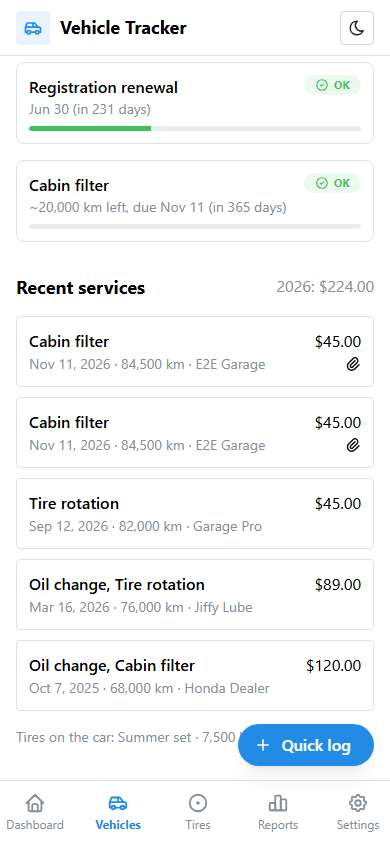 Vehicle Tracker
Registration renewal
OK
Jun 30 (in 231 days)
Cabin filter
OK
~20,000 km left, due Nov 11 (in 365 days)
Recent services
2026: $224.00
Cabin filter
$45.00
Nov 11, 2026 · 84,500 km · E2E Garage
Cabin filter
$45.00
Nov 11, 2026 · 84,500 km · E2E Garage
Tire rotation
$45.00
Sep 12, 2026 · 82,000 km · Garage Pro
Oil change, Tire rotation
$89.00
Mar 16, 2026 · 76,000 km · Jiffy Lube
Oil change, Cabin filter
$120.00
Oct 7, 2025 · 68,000 km · Honda Dealer
Tires on the car: Summer set · 7,500
+ Quick log
Dashboard
Vehicles
Tires
Reports
Settings